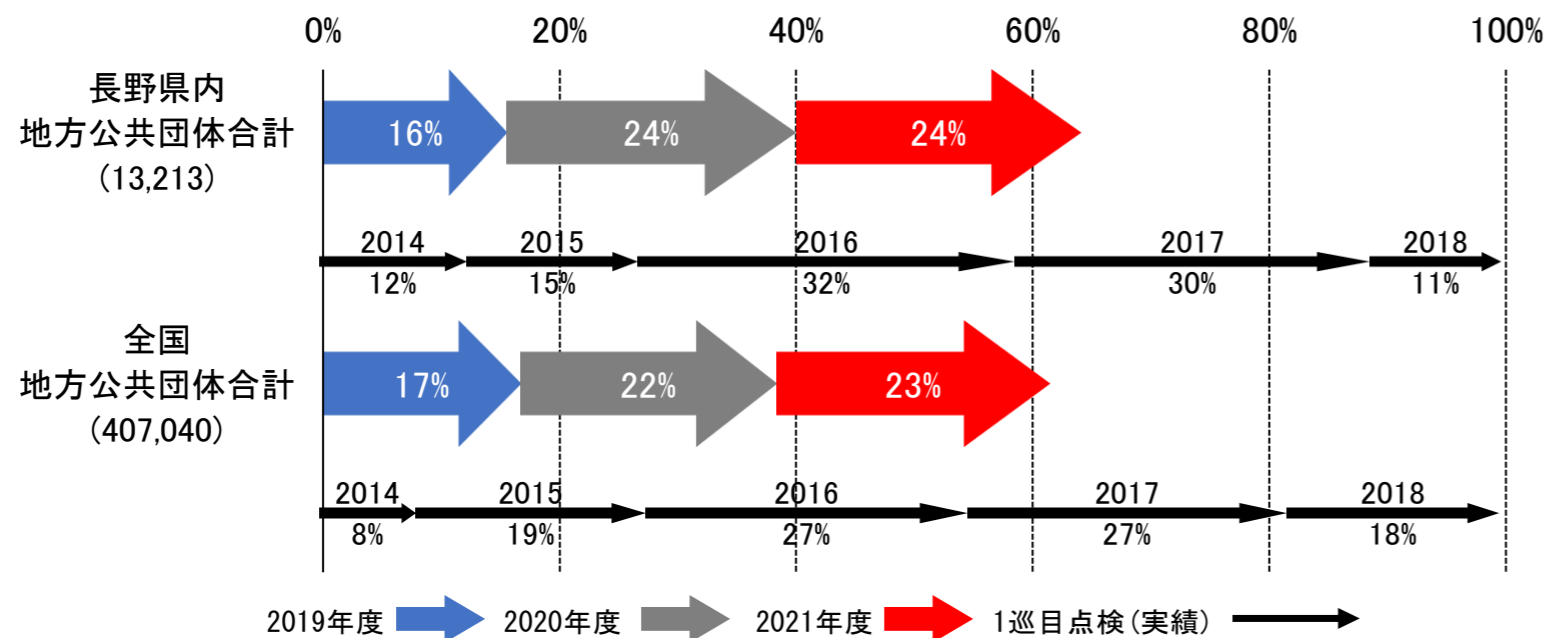 0% 20% 40% 60% 80% 100%
長野県内
地方公共団体合計
(13,213)
16% 24% 24%
2014 2015 2016 2017 2018
12% 15% 32% 30% 11%
全国
地方公共団体合計
(407,040)
17% 22% 23%
2014 2015 2016 2017 2018
8% 19% 27% 27% 18%
2019年度 2020年度 2021年度 1巡目点検(実績)